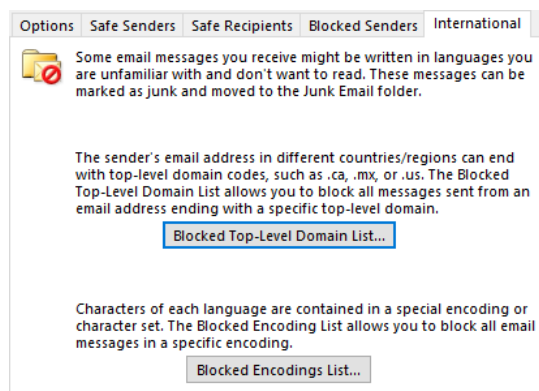 Options Safe Senders Safe Recipients Blocked Senders International
Some email messages you receive might be written in languages you
are unfamiliar with and don't want to read. These messages can be
marked as junk and moved to the Junk Email folder.
The sender's email address in different countries/regions can end
with top-level domain codes, such as .ca, .mx, or .us. The Blocked
Top-Level Domain List allows you to block all messages sent from an
email address ending with a specific top-level domain.
Blocked Top-Level Domain List...
Characters of each language are contained in a special encoding or
character set. The Blocked Encoding List allows you to block all email
messages in a specific encoding.
Blocked Encodings List...